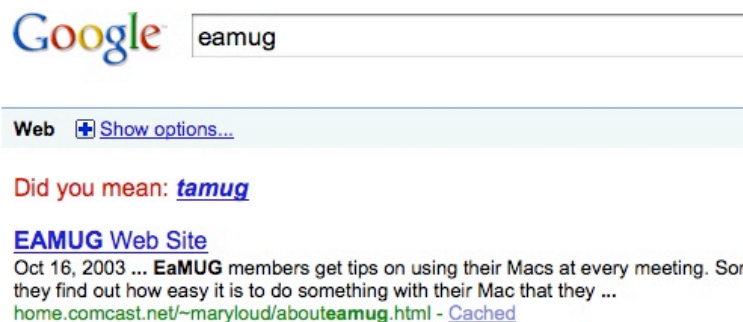 Google eamug
Web Show options...
Did you mean: tamug
EAMUG Web Site
Oct 16, 2003 ... EaMUG members get tips on using their Macs at every meeting.
they find out how easy it is to do something with their Mac that they ...
home.comcast.net/~maryloud/abouteamug.html - Cached